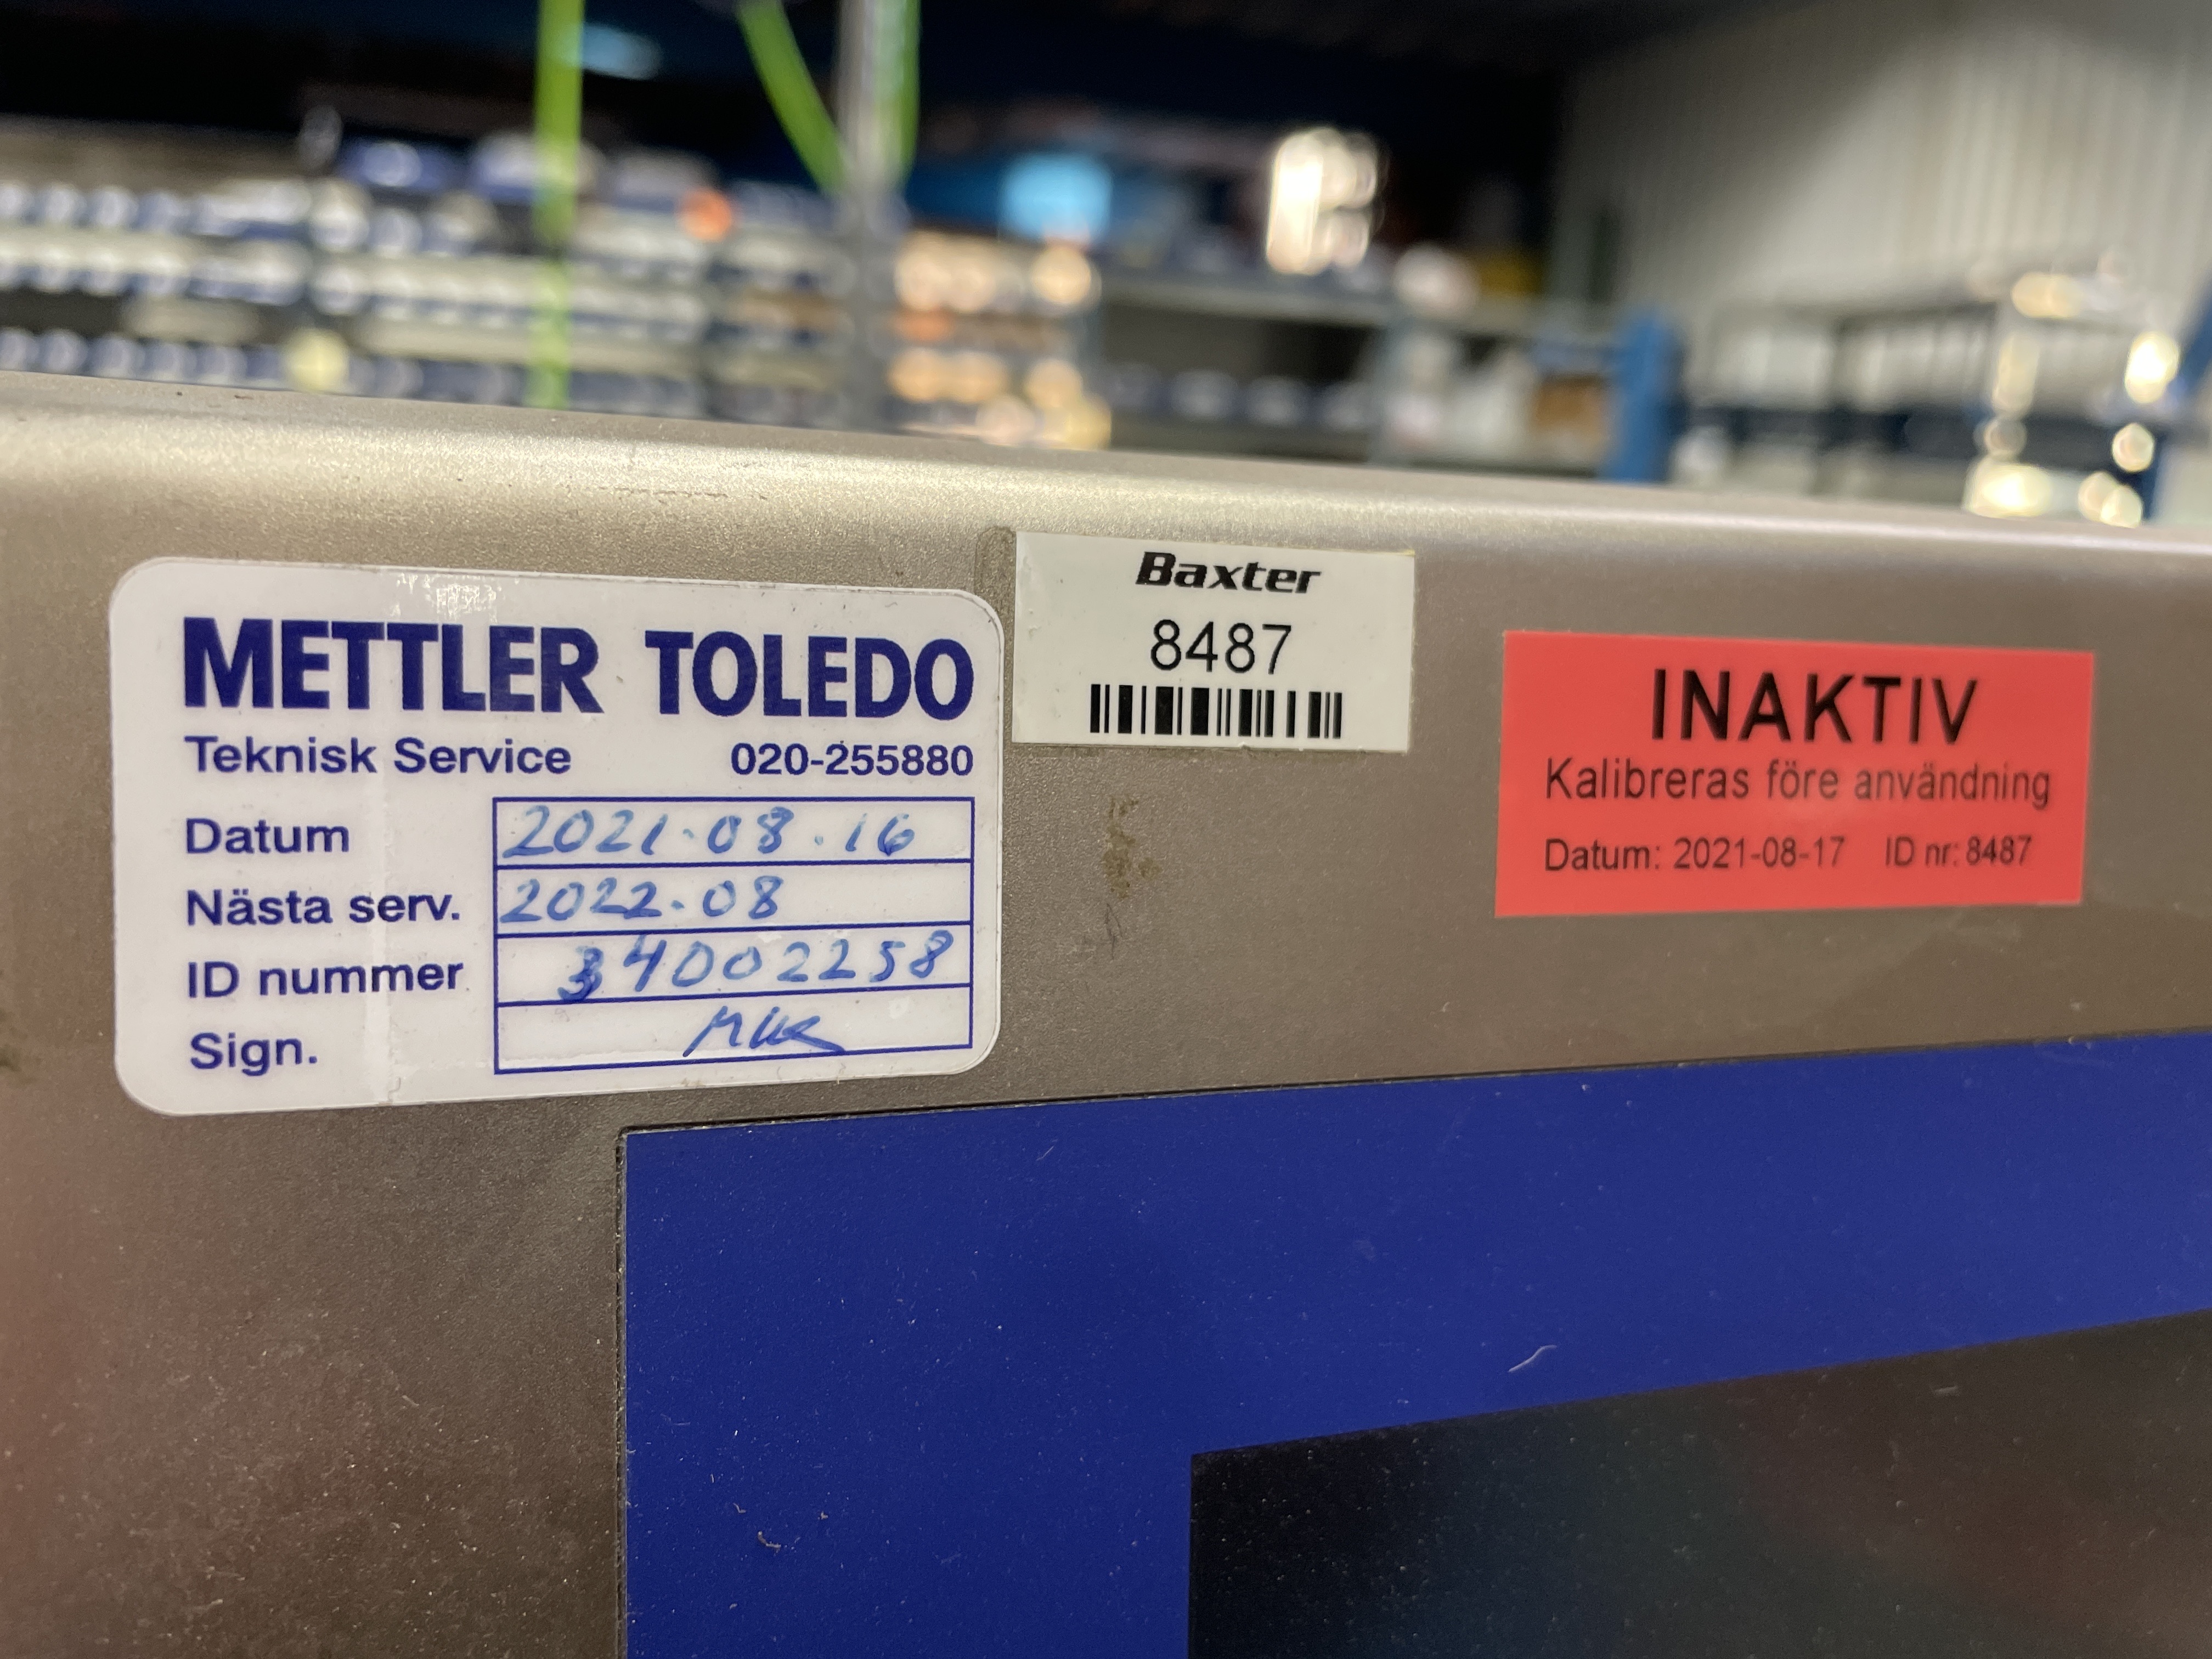 METTLER TOLEDO
Teknisk Service 020-255880
Datum 2021.08.16
Nästa serv. 2022.08
ID nummer 34002258
Sign.
Baxter
8487
INAKTIV
Kalibreras före användning
Datum: 2021-08-17 ID nr: 8487